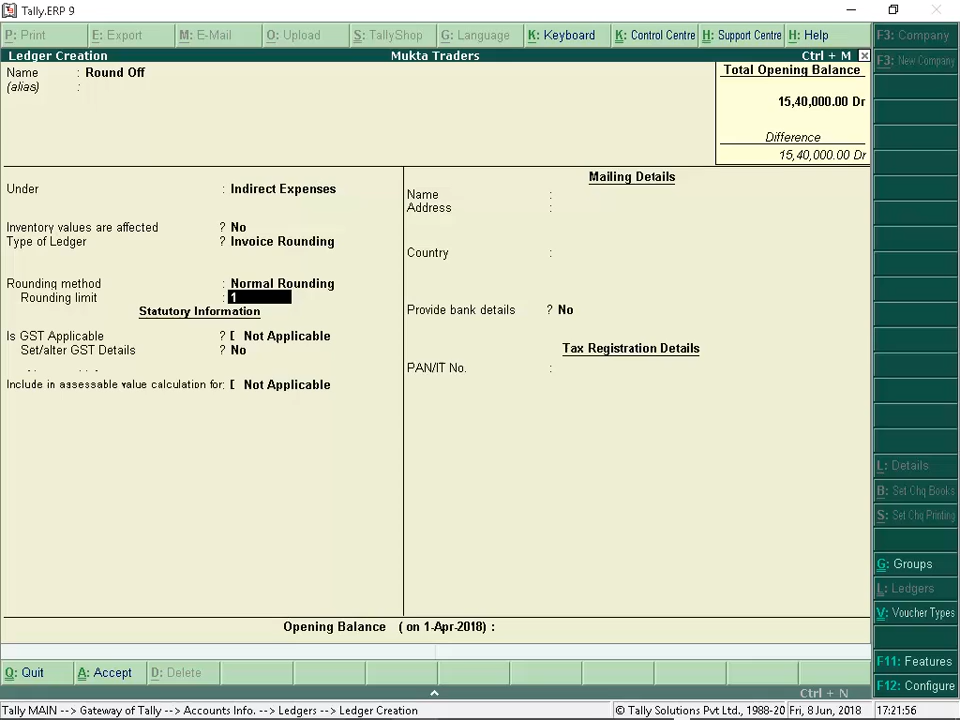 Tally.ERP 9
P: Print E: Export M: E-Mail O: Upload S: TallyShop G: Language K: Keyboard K: Control Centre H: Support Centre H: Help F3: Company
Ledger Creation Mukta Traders Ctrl + M
F3: New Company
Name : Round Off
(alias) :
Total Opening Balance
15,40,000.00 Dr
Difference
15,40,000.00 Dr
Under : Indirect Expenses
Inventory values are affected ? No
Type of Ledger ? Invoice Rounding
Rounding method : Normal Rounding
Rounding limit : 1
Statutory Information
Is GST Applicable ? [ Not Applicable
Set/alter GST Details ? No
Include in assessable value calculation for: [ Not Applicable
Mailing Details
Name :
Address :
Country :
Provide bank details ? No
Tax Registration Details
PAN/IT No. :
L: Details
B: Set Chq Books
S: Set Chq Printing
G: Groups
L: Ledgers
V: Voucher Types
F11: Features
F12: Configure
Opening Balance ( on 1-Apr-2018) :
Q: Quit A: Accept D: Delete
Ctrl + N
Tally MAIN --> Gateway of Tally --> Accounts Info. --> Ledgers --> Ledger Creation © Tally Solutions Pvt Ltd., 1988-20 Fri, 8 Jun, 2018 17:21:56